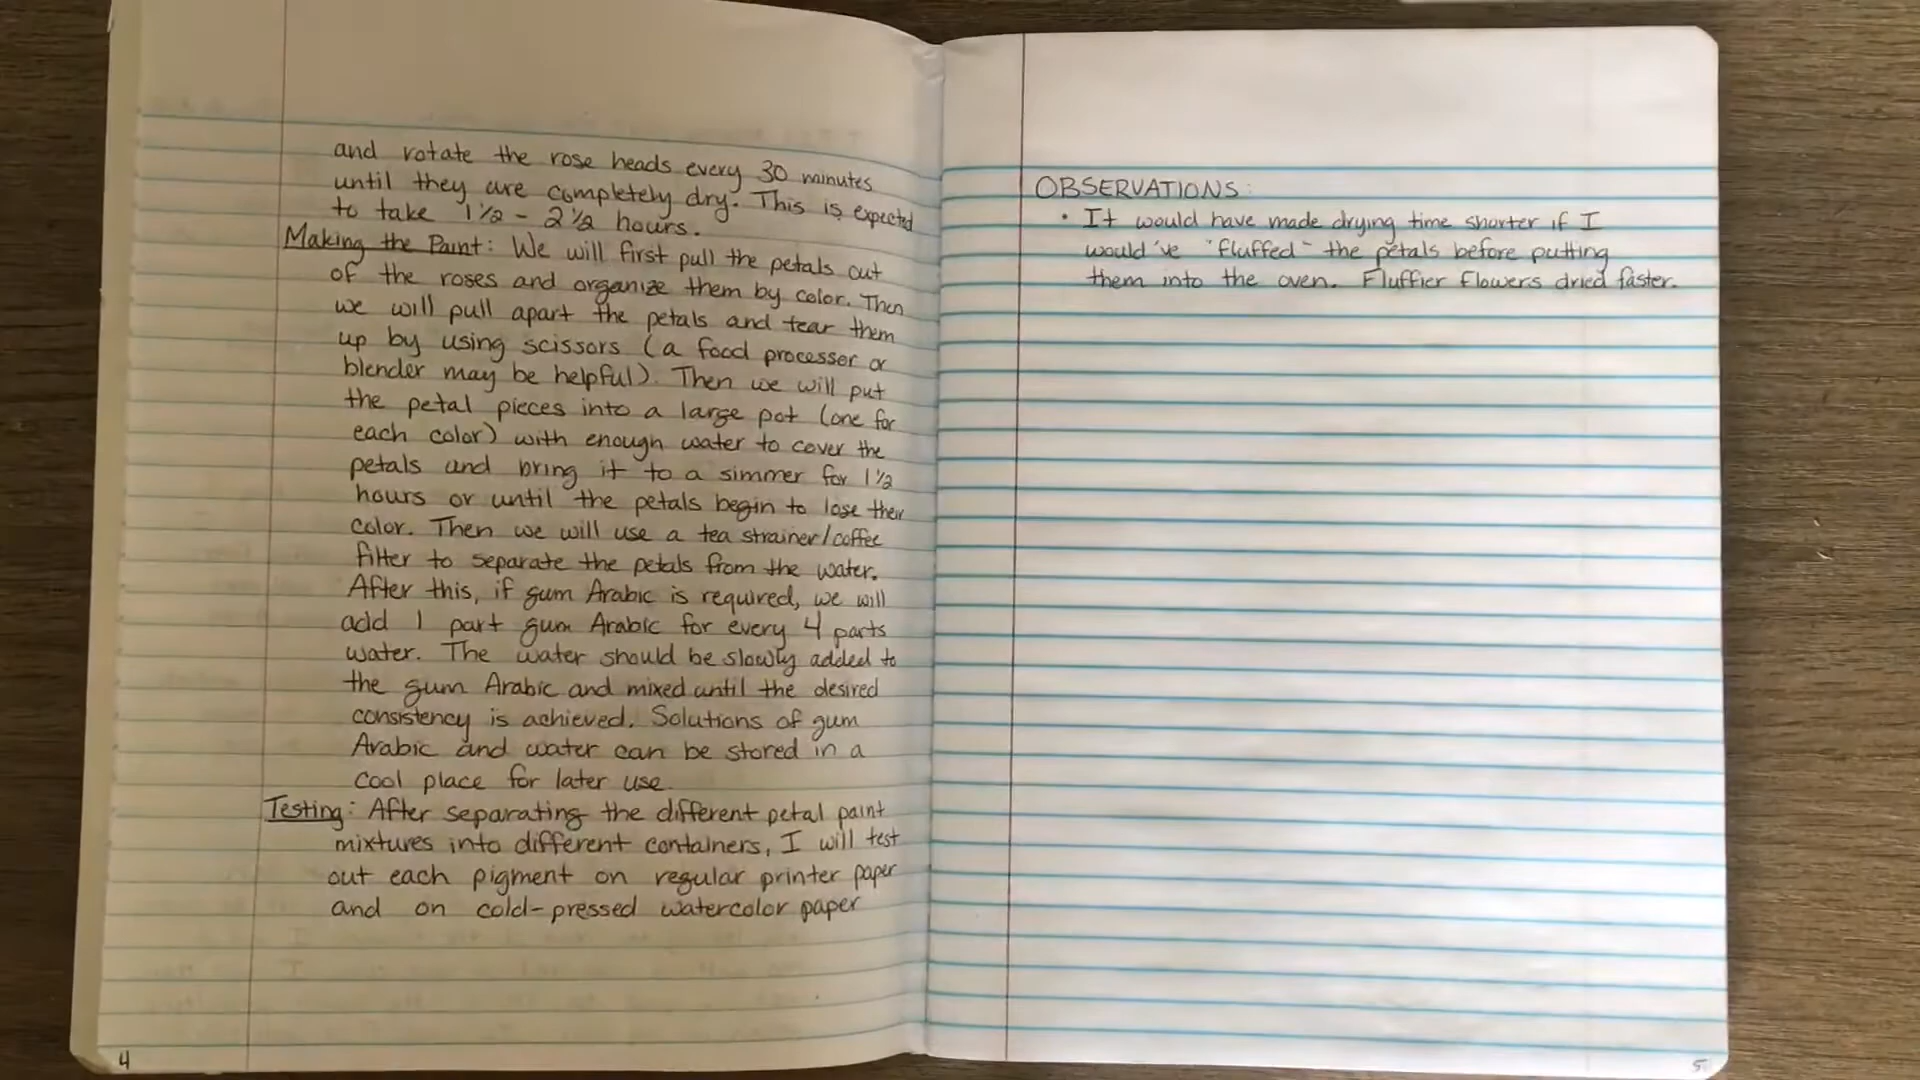 and rotate the rose heads every 30 minutes
until they are completely dry. This is expected
to take 1 1/2 - 2 1/2 hours.
Making the Paint: We will first pull the petals out
of the roses and organize them by color. Then
we will pull apart the petals and tear them
up by using scissors (a food processor or
blender may be helpful). Then we will put
the petal pieces into a large pot (one for
each color) with enough water to cover the
petals and bring it to a simmer for 1 1/2
hours or until the petals begin to lose their
color. Then we will use a tea strainer/coffee
filter to separate the petals from the water.
After this, if gum Arabic is required, we will
add 1 part gum Arabic for every 4 parts
water. The water should be slowly added to
the gum Arabic and mixed until the desired
consistency is achieved. Solutions of gum
Arabic and water can be stored in a
cool place for later use.
Testing: After separating the different petal paint
mixtures into different containers, I will test
out each pigment on regular printer paper
and on cold-pressed watercolor paper
4
OBSERVATIONS:
• It would have made drying time shorter if I
would've "fluffed" the petals before putting
them into the oven. Fluffier flowers dried faster.
5